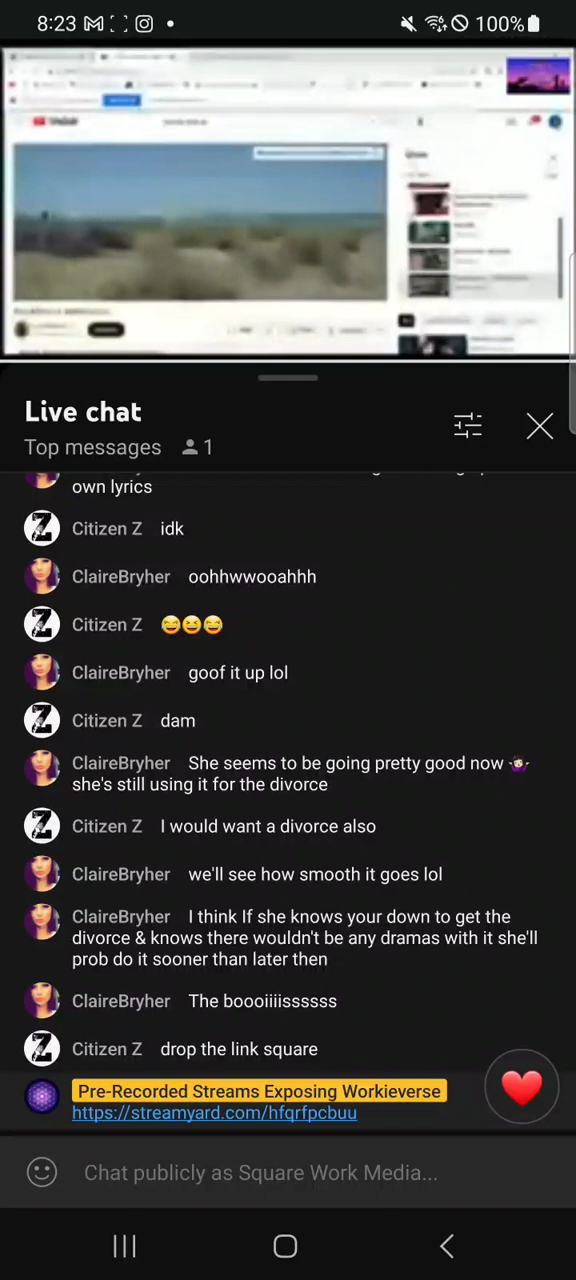 8:23
100%
Live chat
Top messages 1
own lyrics
Citizen Z idk
ClaireBryher oohhwwooahhh
Citizen Z 😂😆😂
ClaireBryher goof it up lol
Citizen Z dam
ClaireBryher She seems to be going pretty good now 🤷🏻‍♀️
she's still using it for the divorce
Citizen Z I would want a divorce also
ClaireBryher we'll see how smooth it goes lol
ClaireBryher I think If she knows your down to get the
divorce & knows there wouldn't be any dramas with it she'll
prob do it sooner than later then
ClaireBryher The boooiiiissssss
Citizen Z drop the link square
Pre-Recorded Streams Exposing Workieverse
https://streamyard.com/hfqrfpcbuu
Chat publicly as Square Work Media...